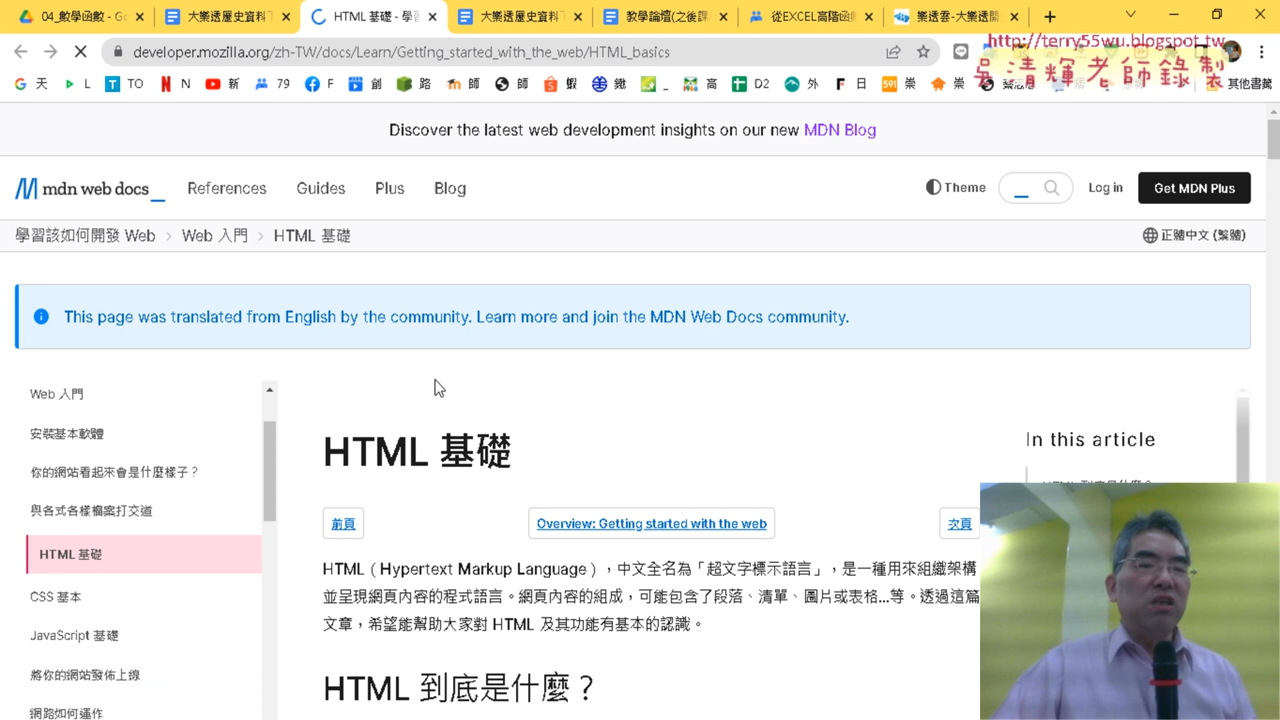 04_數學函數 - G
大樂透歷史資料下
HTML 基礎 - 學
大樂透歷史資料下
教學論壇(之後課
從EXCEL高階函
樂透雲-大樂透開
developer.mozilla.org/zh-TW/docs/Learn/Getting_started_with_the_web/HTML_basics
http://terry55wu.blogspot.tw
吳清輝老師錄製
天 L TO N 新 79 F 創 師 師 蝦 高 D2 外 日 崇 崇 其他書籤
Discover the latest web development insights on our new MDN Blog
mdn web docs References Guides Plus Blog Theme Log in Get MDN Plus
學習該如何開發 Web › Web 入門 › HTML 基礎 正體中文 (繁體)
This page was translated from English by the community. Learn more and join the MDN Web Docs community.
Web 入門
安裝基本軟體
你的網站看起來會是什麼樣子？
與各式各樣檔案打交道
HTML 基礎
CSS 基本
JavaScript 基礎
將你的網站發佈上線
網路如何運作
HTML 基礎
前頁 Overview: Getting started with the web 次頁
HTML（Hypertext Markup Language），中文全名為「超文字標示語言」，是一種用來組織架構
並呈現網頁內容的程式語言。網頁內容的組成，可能包含了段落、清單、圖片或表格...等。透過這篇
文章，希望能幫助大家對 HTML 及其功能有基本的認識。
HTML 到底是什麼？
In this article